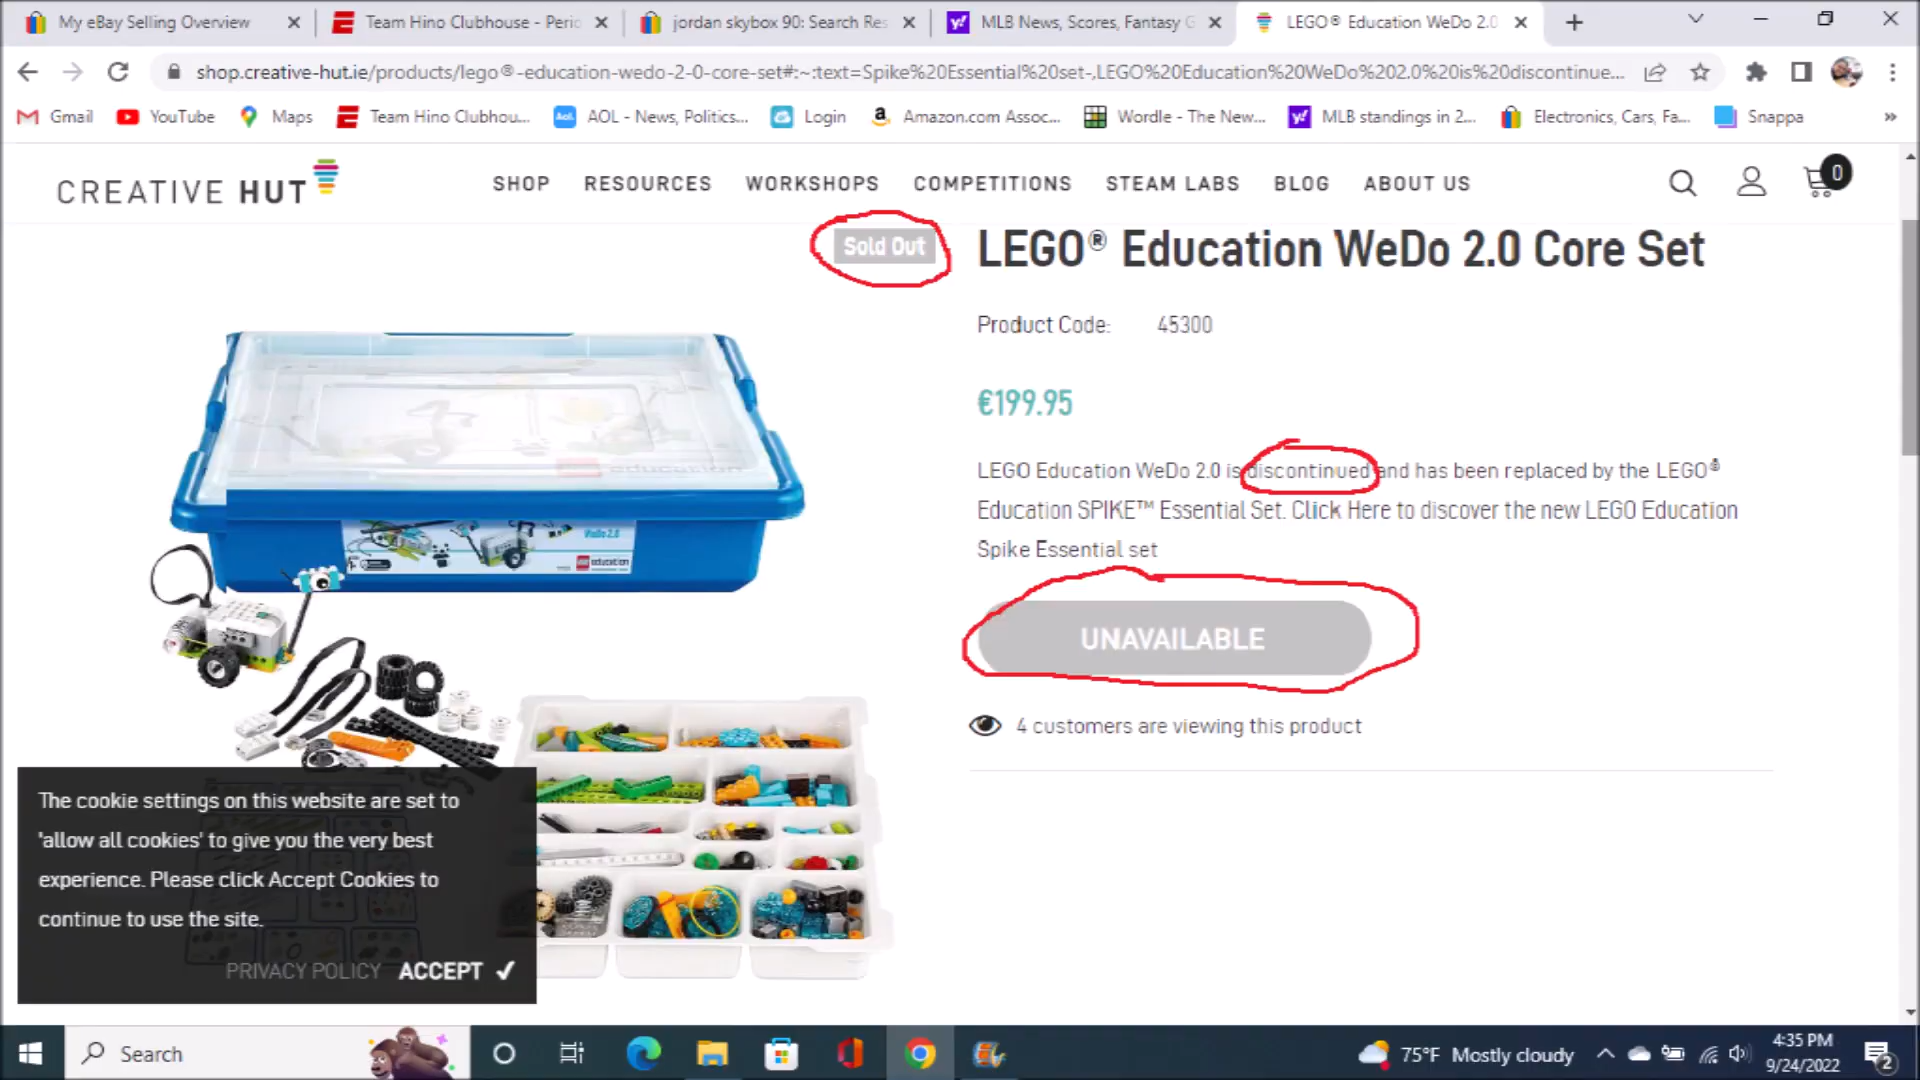 My eBay Selling Overview
Team Hino Clubhouse - Perio
jordan skybox 90: Search Res
MLB News, Scores, Fantasy G
LEGO® Education WeDo 2.0
shop.creative-hut.ie/products/lego®-education-wedo-2-0-core-set#:~:text=Spike%20Essential%20set-,LEGO%20Education%20WeDo%202.0%20is%20discontinue...
Gmail
YouTube
Maps
Team Hino Clubhou...
AOL - News, Politics...
Login
Amazon.com Assoc...
Wordle - The New...
MLB standings in 2...
Electronics, Cars, Fa...
Snappa
CREATIVE HUT
SHOP
RESOURCES
WORKSHOPS
COMPETITIONS
STEAM LABS
BLOG
ABOUT US
0
Sold Out
LEGO® Education WeDo 2.0 Core Set
Product Code: 45300
€199.95
LEGO Education WeDo 2.0 is discontinued and has been replaced by the LEGO®
Education SPIKE™ Essential Set. Click Here to discover the new LEGO Education
Spike Essential set
UNAVAILABLE
4 customers are viewing this product
education
WeDo 2.0
education
The cookie settings on this website are set to
'allow all cookies' to give you the very best
experience. Please click Accept Cookies to
continue to use the site.
PRIVACY POLICY
ACCEPT
Search
75°F Mostly cloudy
4:35 PM
9/24/2022
2